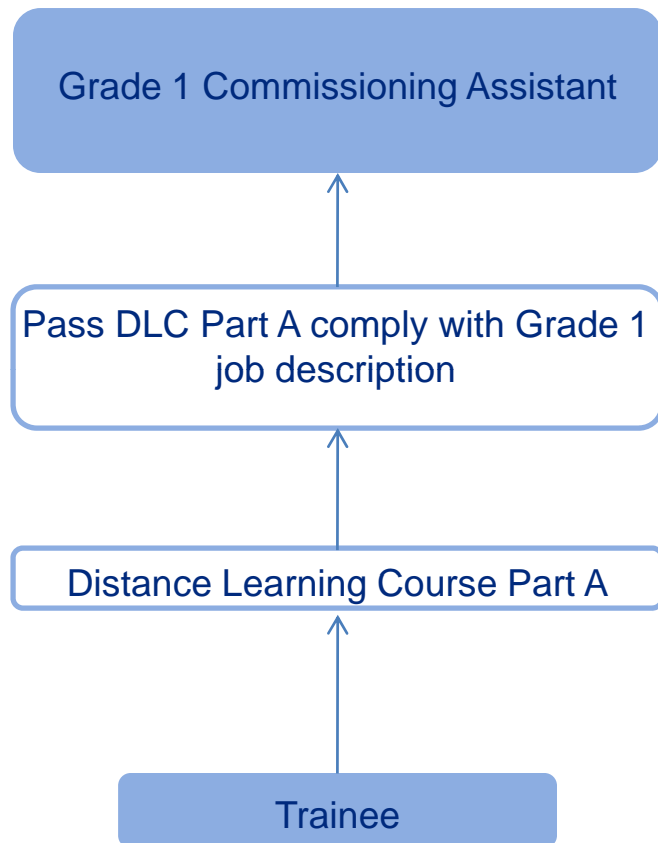 Grade 1 Commissioning Assistant
Pass DLC Part A comply with Grade 1
job description
Distance Learning Course Part A
Trainee